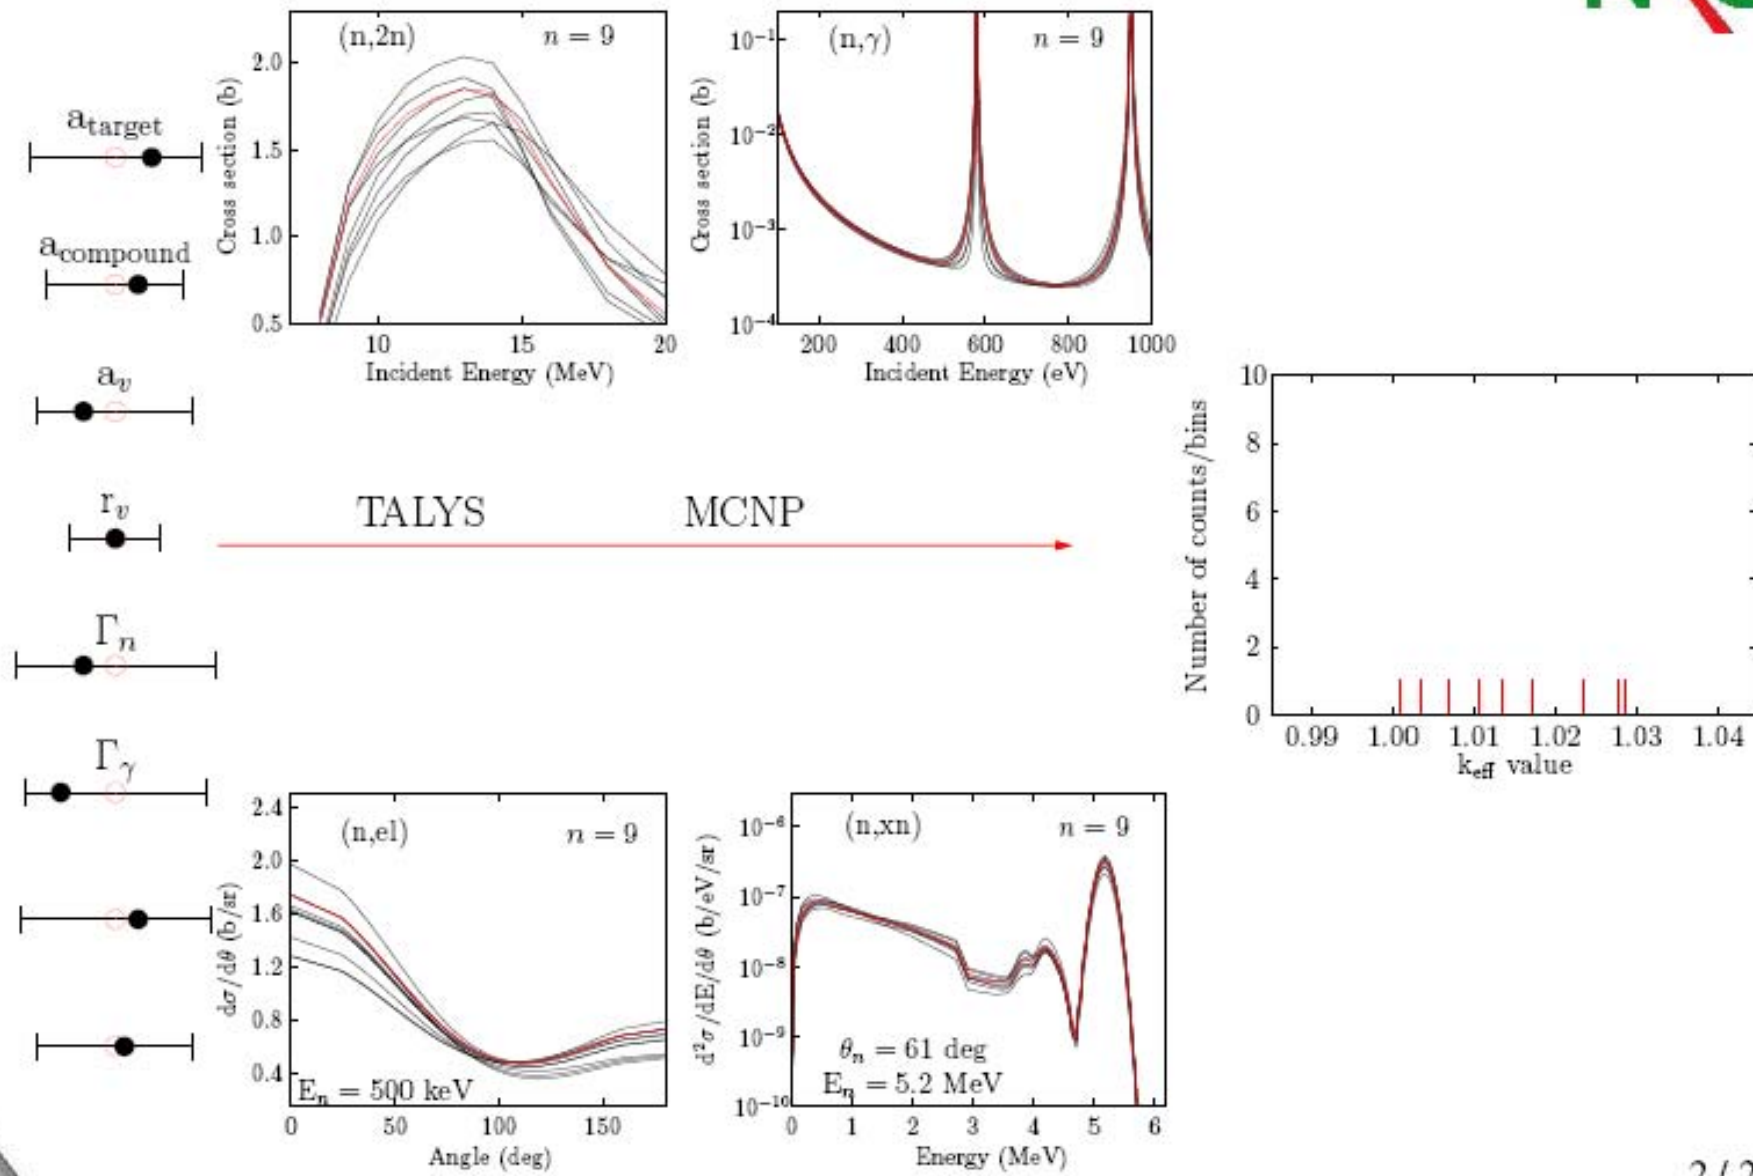 a_target
a_compound
a_v
r_v
Γ_n
Γ_γ
(n,2n) n = 9
Cross section (b)
2.0
1.5
1.0
0.5
10 15 20
Incident Energy (MeV)
(n,γ) n = 9
Cross section (b)
10⁻¹
10⁻²
10⁻³
10⁻⁴
200 400 600 800 1000
Incident Energy (eV)
TALYS MCNP
Number of counts/bins
10
8
6
4
2
0
0.99 1.00 1.01 1.02 1.03 1.04
k_eff value
(n,el) n = 9
dσ/dθ (b/sr)
2.4
2.0
1.6
1.2
0.8
0.4
E_n = 500 keV
0 50 100 150
Angle (deg)
(n,xn) n = 9
d²σ/dE/dθ (b/eV/sr)
10⁻⁶
10⁻⁷
10⁻⁸
10⁻⁹
10⁻¹⁰
θ_n = 61 deg
E_n = 5.2 MeV
0 1 2 3 4 5 6
Energy (MeV)